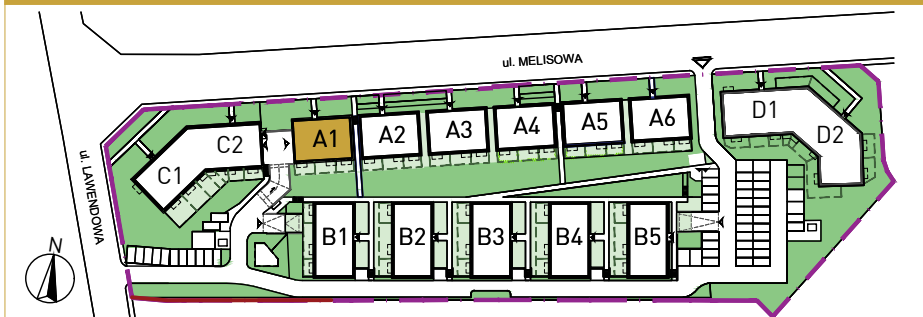 ul. MELISOWA
ul. LAWENDOWA
C1
C2
A1
A2
A3
A4
A5
A6
D1
D2
B1
B2
B3
B4
B5
N